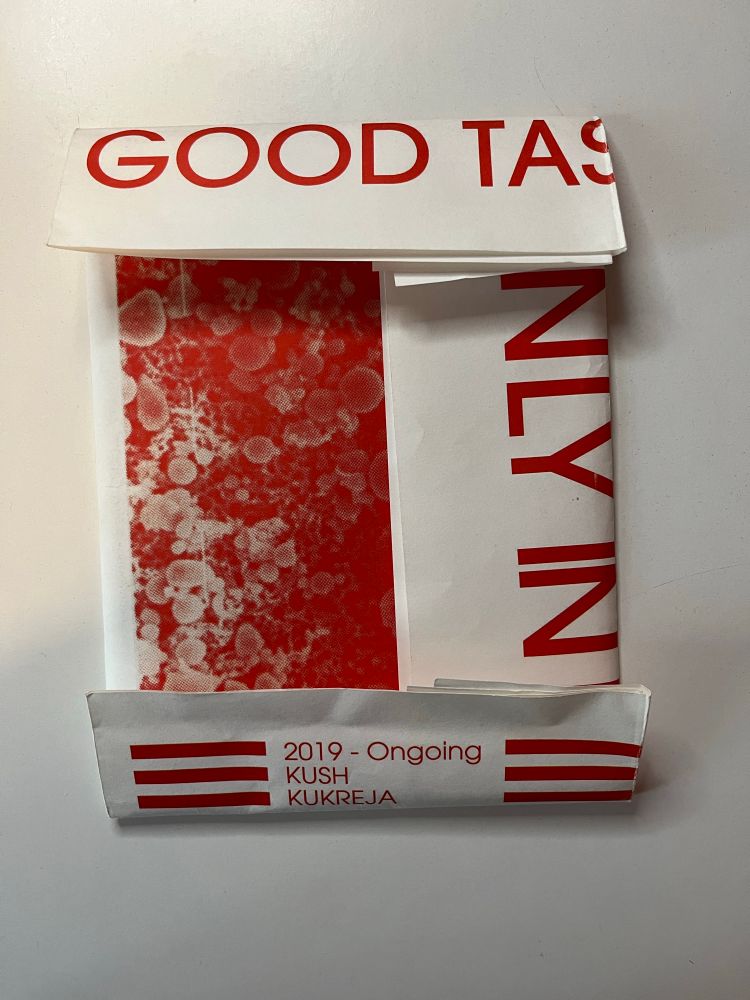 GOOD TAS
NLY IN
2019 - Ongoing
KUSH
KUKREJA